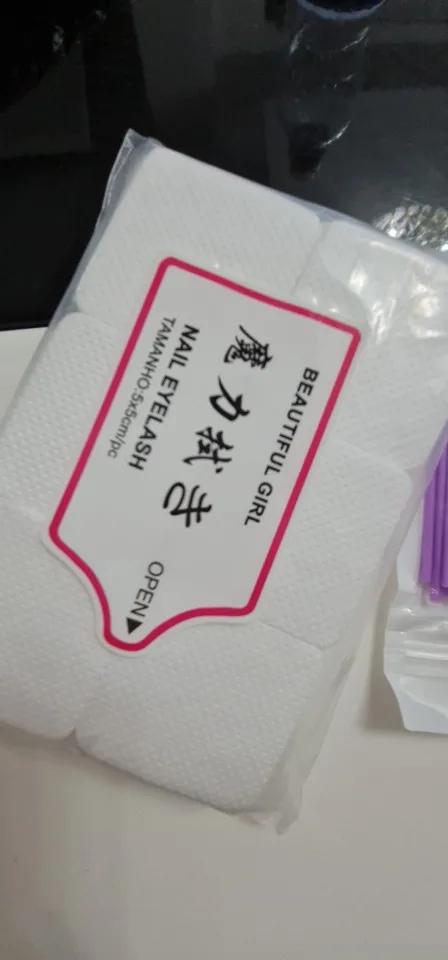 BEAUTIFUL GIRL
魔力拭き
NAIL EYELASH
TAMANHO:5x5cm/pc
OPEN▶